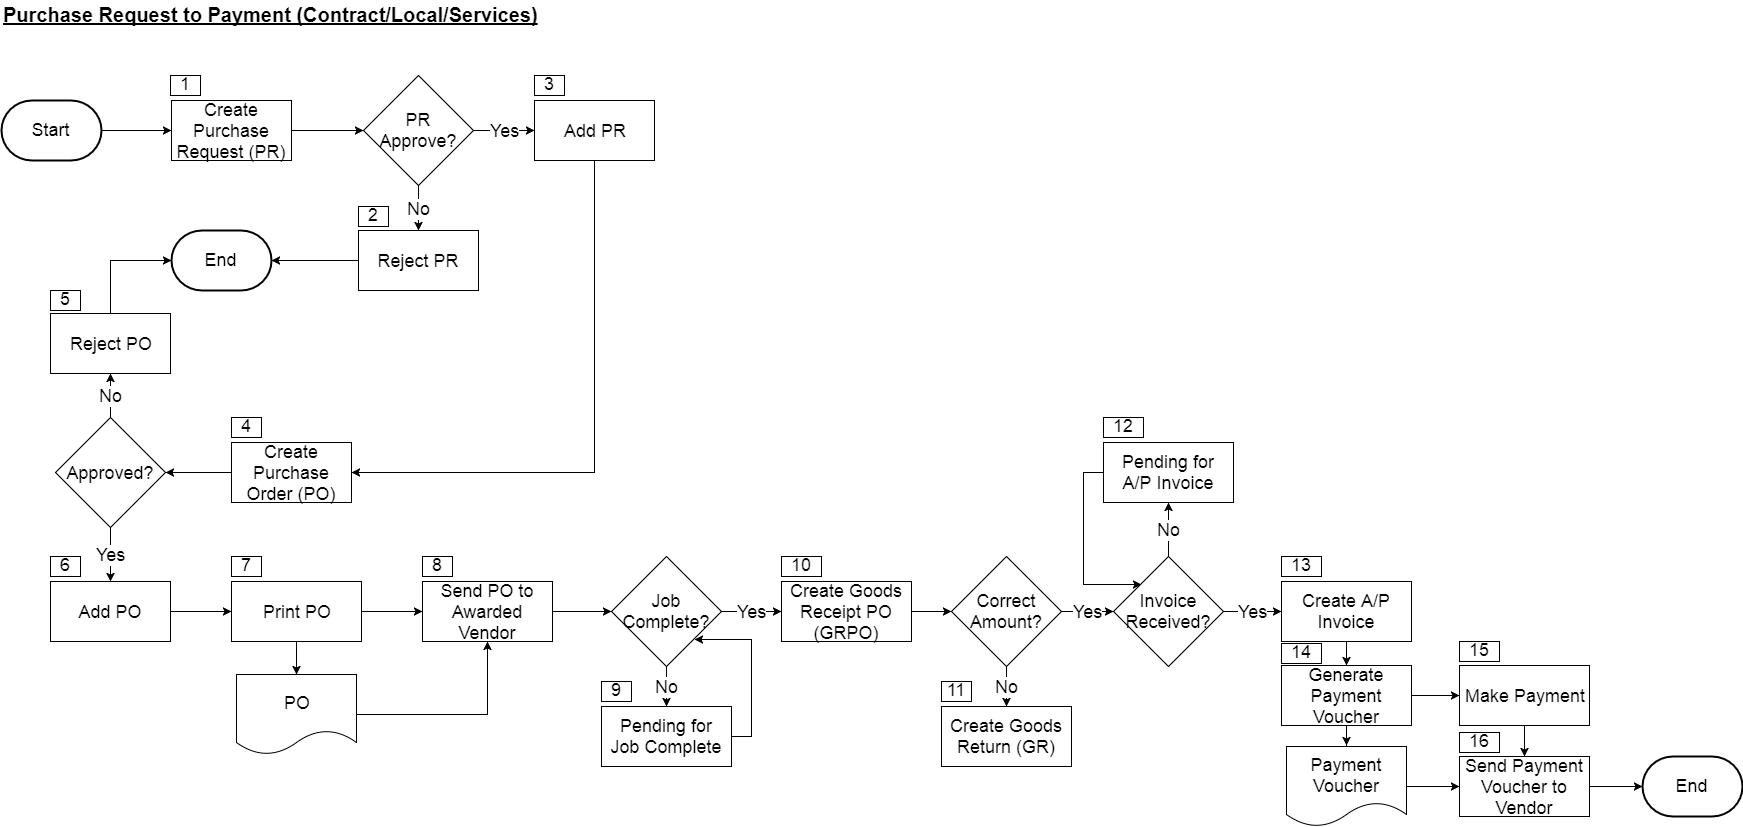 Purchase Request to Payment (Contract/Local/Services)
Start
1
Create
Purchase
Request (PR)
PR
Approve?
Yes
3
Add PR
No
2
Reject PR
End
5
Reject PO
No
Approved?
4
Create
Purchase
Order (PO)
Yes
6
Add PO
7
Print PO
PO
8
Send PO to
Awarded
Vendor
Job
Complete?
No
9
Pending for
Job Complete
Yes
10
Create Goods
Receipt PO
(GRPO)
Correct
Amount?
No
11
Create Goods
Return (GR)
Yes
Invoice
Received?
No
12
Pending for
A/P Invoice
Yes
13
Create A/P
Invoice
14
Generate
Payment
Voucher
15
Make Payment
Payment
Voucher
16
Send Payment
Voucher to
Vendor
End